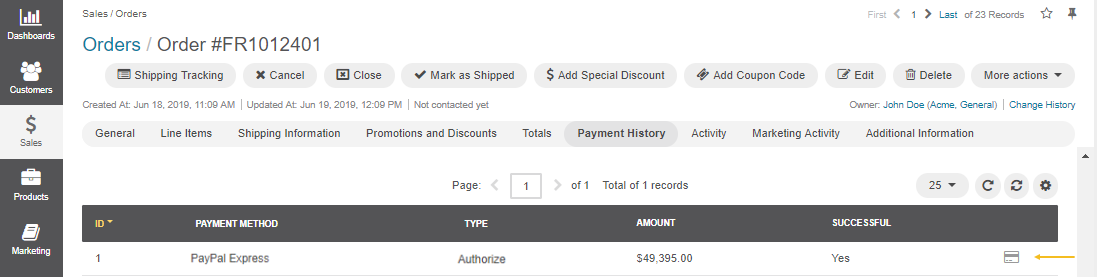 Dashboards
Customers
Sales
Products
Marketing
Sales / Orders
First 1 Last of 23 Records
Orders / Order #FR1012401
Shipping Tracking Cancel Close Mark as Shipped $ Add Special Discount Add Coupon Code Edit Delete More actions
Created At: Jun 18, 2019, 11:09 AM | Updated At: Jun 19, 2019, 12:09 PM | Not contacted yet
Owner: John Doe (Acme, General) | Change History
General Line Items Shipping Information Promotions and Discounts Totals Payment History Activity Marketing Activity Additional Information
Page: 1 of 1 Total of 1 records 25
ID PAYMENT METHOD TYPE AMOUNT SUCCESSFUL
1 PayPal Express Authorize $49,395.00 Yes